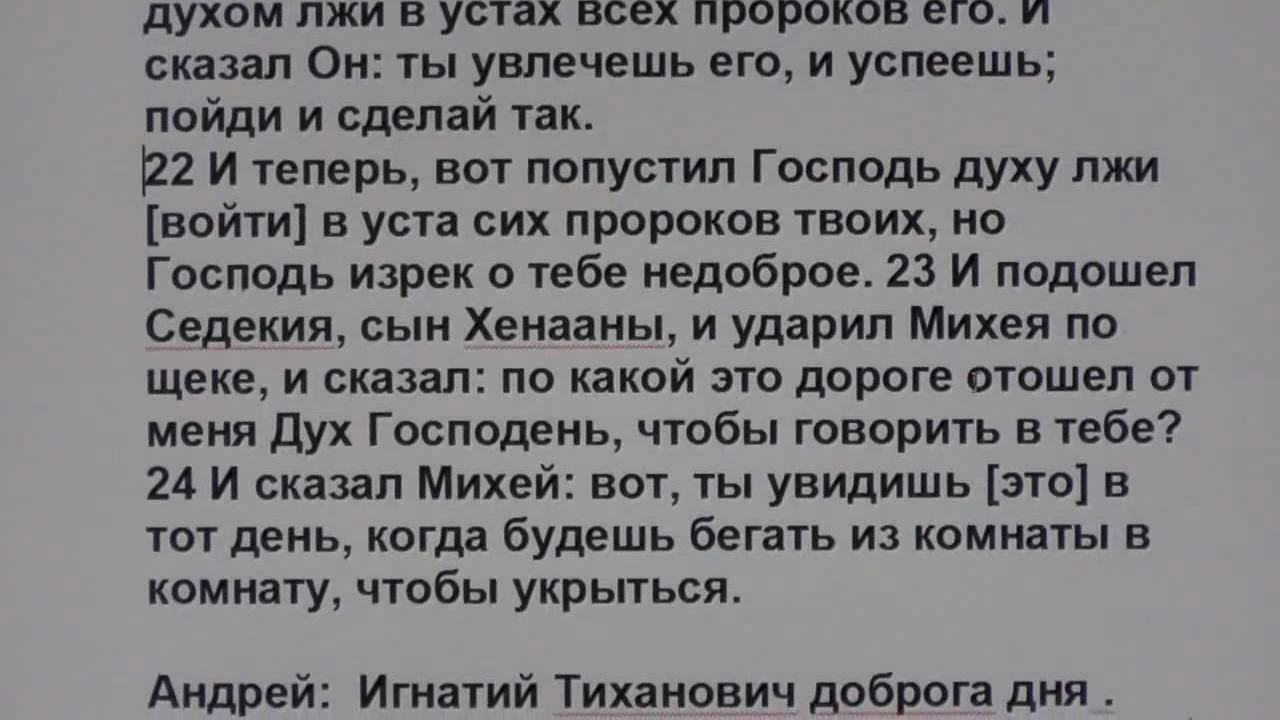 духом лжи в устах всех пророков его. И
сказал Он: ты увлечешь его, и успеешь;
пойди и сделай так.
22 И теперь, вот попустил Господь духу лжи
[войти] в уста сих пророков твоих, но
Господь изрек о тебе недоброе. 23 И подошел
Седекия, сын Хенааны, и ударил Михея по
щеке, и сказал: по какой это дороге отошел от
меня Дух Господень, чтобы говорить в тебе?
24 И сказал Михей: вот, ты увидишь [это] в
тот день, когда будешь бегать из комнаты в
комнату, чтобы укрыться.
Андрей: Игнатий Тиханович доброга дня .